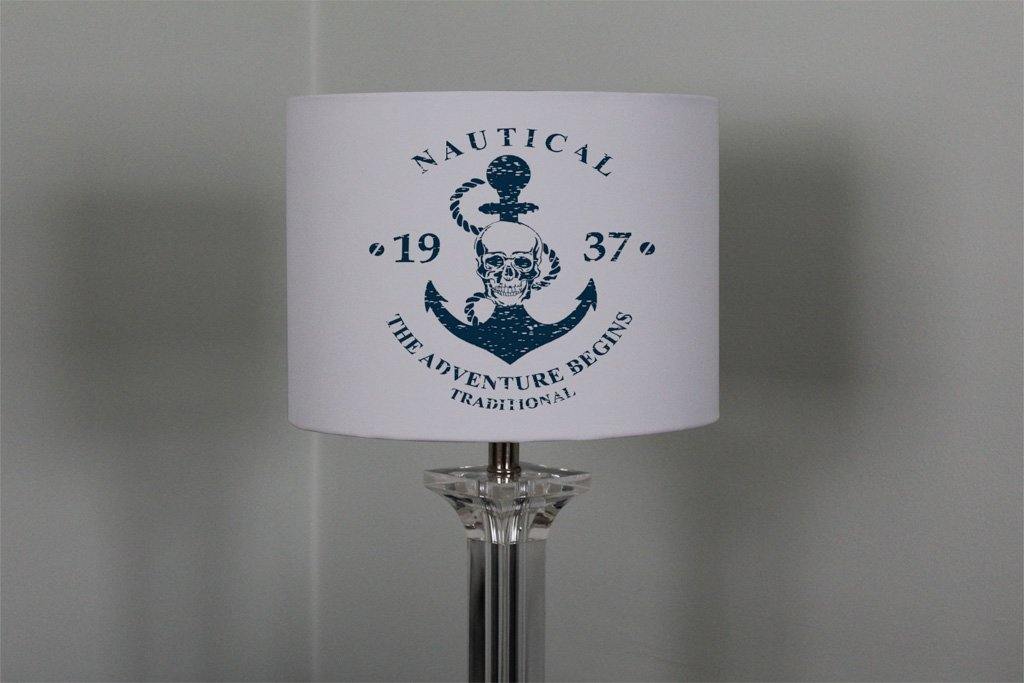 NAUTICAL
19 37
THE ADVENTURE BEGINS
TRADITIONAL